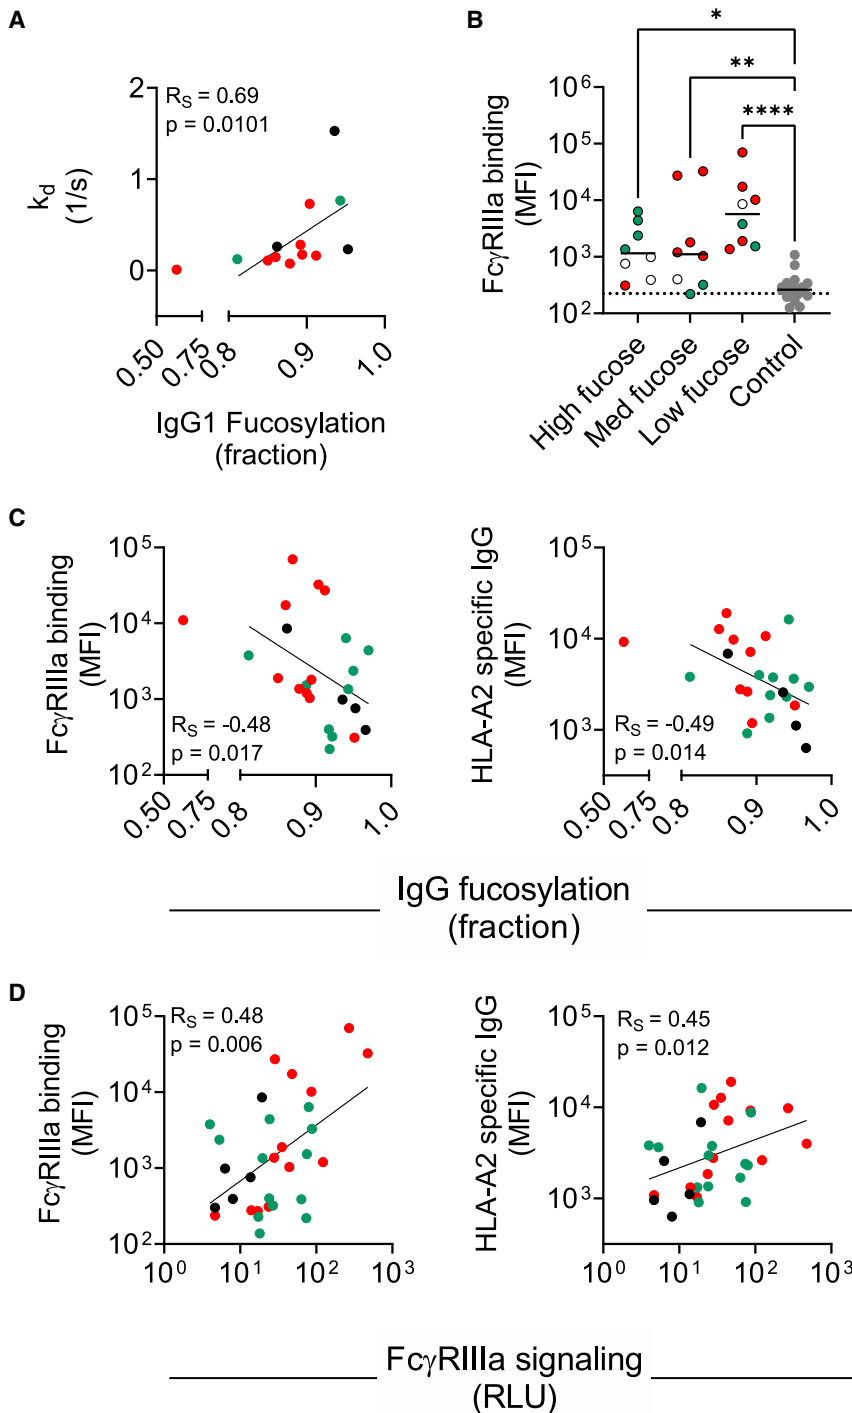 A
R_S = 0.69
p = 0.0101
2
1
0
k_d
(1/s)
0.50
0.75
0.8
0.9
1.0
IgG1 Fucosylation
(fraction)
B
*
**
****
10^6
10^5
10^4
10^3
10^2
FcγRIIIa binding
(MFI)
High fucose
Med fucose
Low fucose
Control
C
10^5
10^4
10^3
10^2
FcγRIIIa binding
(MFI)
R_S = -0.48
p = 0.017
0.50
0.75
0.8
0.9
1.0
10^5
10^4
10^3
HLA-A2 specific IgG
(MFI)
R_S = -0.49
p = 0.014
0.50
0.75
0.8
0.9
1.0
IgG fucosylation
(fraction)
D
R_S = 0.48
p = 0.006
10^5
10^4
10^3
10^2
FcγRIIIa binding
(MFI)
10^0
10^1
10^2
10^3
R_S = 0.45
p = 0.012
10^5
10^4
10^3
HLA-A2 specific IgG
(MFI)
10^0
10^1
10^2
10^3
FcγRIIIa signaling
(RLU)